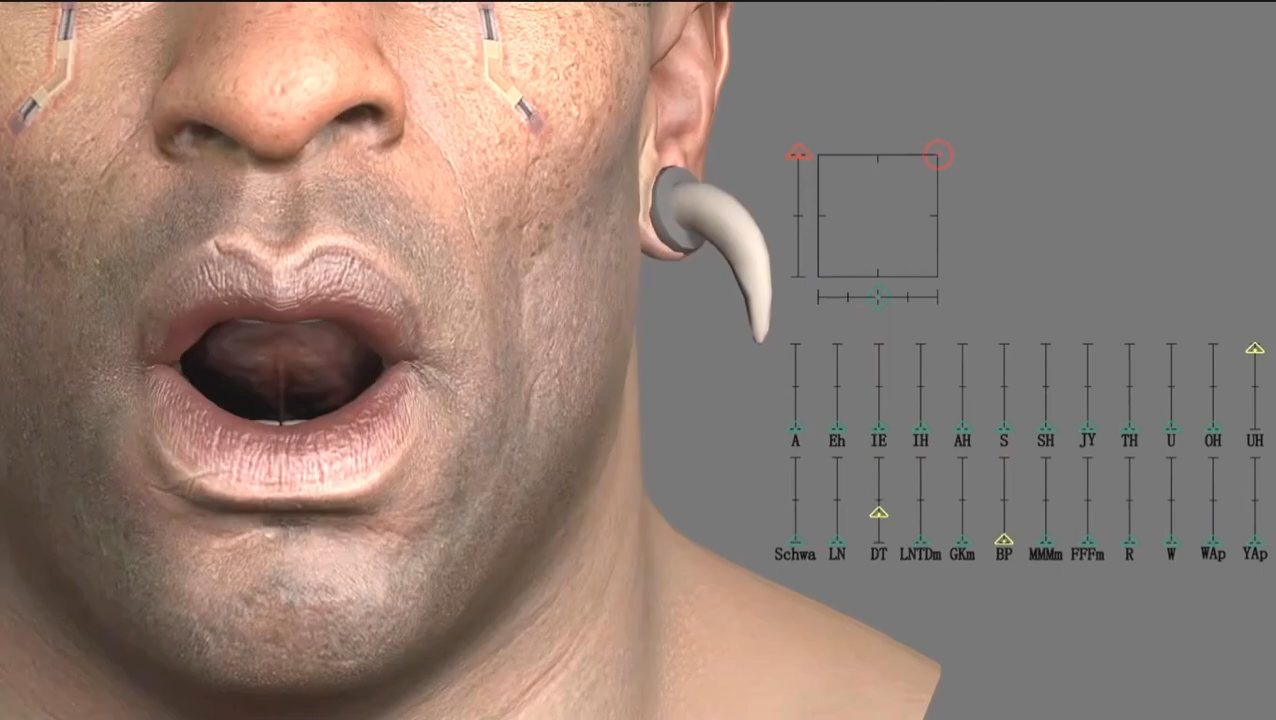 A Eh IE IH AH S SH JY TH U OH UH
Schwa LN DT LNTDm GKm BP MMMm FFFm R W WAp YAp